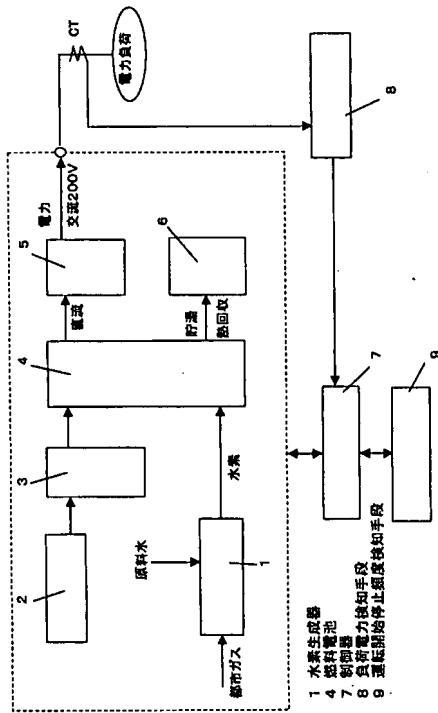 CT
電力負荷
電力
交流200V
5
6
直流
貯湯
熱回収
4
8
3
水素
7
9
2
原料水
1
都市ガス
1 水素生成器
4 燃料電池
7. 制御器
8 負荷電力検知手段
9 運転開始停止頻度検知手段